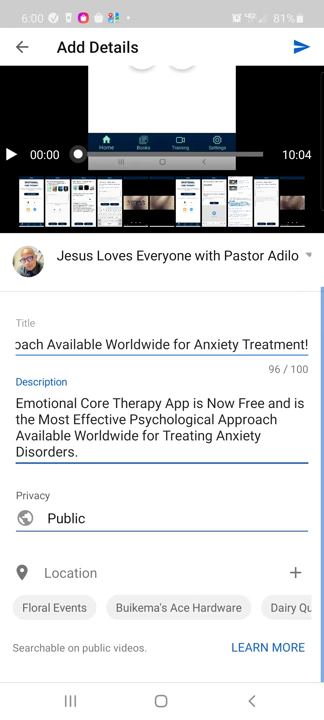 6:00
81%
Add Details
Home Books Training Settings
00:00
10:04
Jesus Loves Everyone with Pastor Adilo
Title
oach Available Worldwide for Anxiety Treatment!
96 / 100
Description
Emotional Core Therapy App is Now Free and is
the Most Effective Psychological Approach
Available Worldwide for Treating Anxiety
Disorders.
Privacy
Public
Location
Floral Events
Buikema's Ace Hardware
Dairy Qu
Searchable on public videos.
LEARN MORE